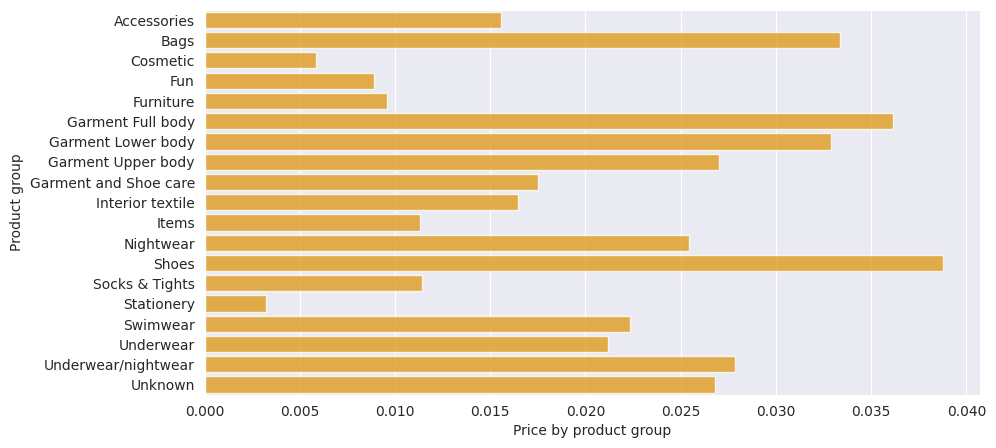 Accessories
Bags
Cosmetic
Fun
Furniture
Garment Full body
Garment Lower body
Garment Upper body
Garment and Shoe care
Interior textile
Items
Nightwear
Shoes
Socks & Tights
Stationery
Swimwear
Underwear
Underwear/nightwear
Unknown
Product group
0.000 0.005 0.010 0.015 0.020 0.025 0.030 0.035 0.040
Price by product group